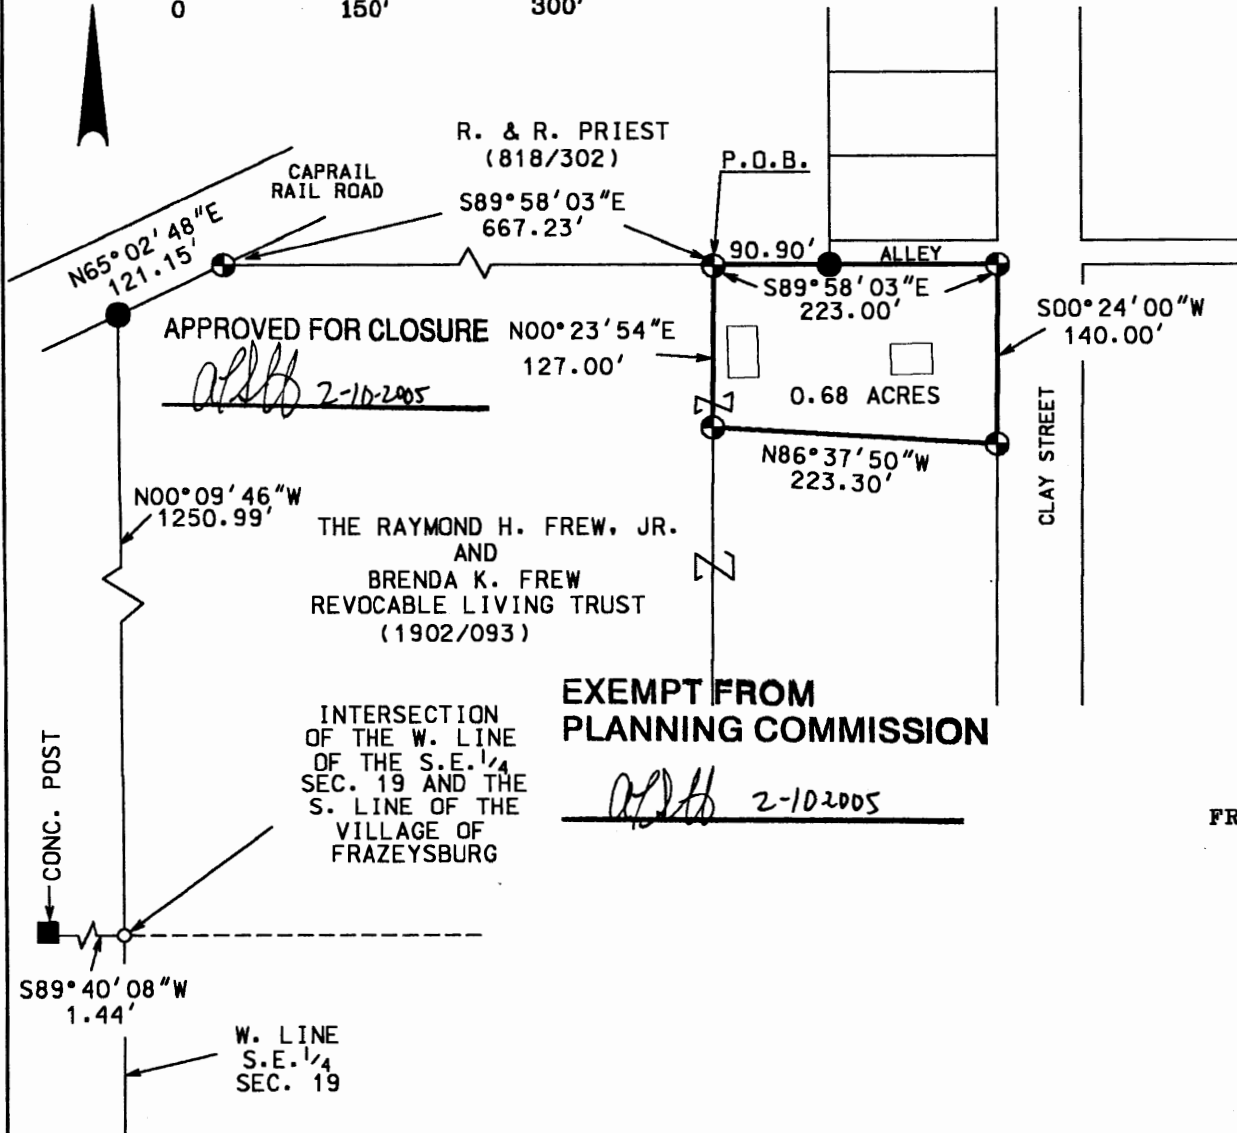 0 150' 300'
R. & R. PRIEST
(818/302)
CAPRAIL
RAIL ROAD
P.O.B.
S89°58'03"E
667.23'
N65°02'48"E
121.15'
90.90'
ALLEY
S89°58'03"E
223.00'
S00°24'00"W
140.00'
APPROVED FOR CLOSURE
2-10-2005
N00°23'54"E
127.00'
0.68 ACRES
CLAY STREET
N86°37'50"W
223.30'
N00°09'46"W
1250.99'
THE RAYMOND H. FREW, JR.
AND
BRENDA K. FREW
REVOCABLE LIVING TRUST
(1902/093)
EXEMPT FROM
PLANNING COMMISSION
2-102005
INTERSECTION
OF THE W. LINE
OF THE S.E.1/4
SEC. 19 AND THE
S. LINE OF THE
VILLAGE OF
FRAZEYSBURG
FR
CONC. POST
S89°40'08"W
1.44'
W. LINE
S.E.1/4
SEC. 19